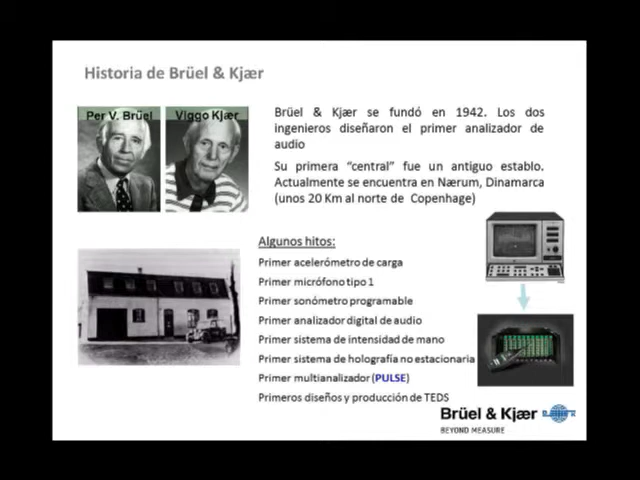 Historia de Brüel & Kjær
Per V. Brüel
Viggo Kjær
Brüel & Kjær se fundó en 1942. Los dos
ingenieros diseñaron el primer analizador de
audio
Su primera “central” fue un antiguo establo.
Actualmente se encuentra en Nærum, Dinamarca
(unos 20 Km al norte de Copenhage)
Algunos hitos:
Primer acelerómetro de carga
Primer micrófono tipo 1
Primer sonómetro programable
Primer analizador digital de audio
Primer sistema de intensidad de mano
Primer sistema de holografía no estacionaria
Primer multianalizador (PULSE)
Primeros diseños y producción de TEDS
Brüel & Kjær
BEYOND MEASURE